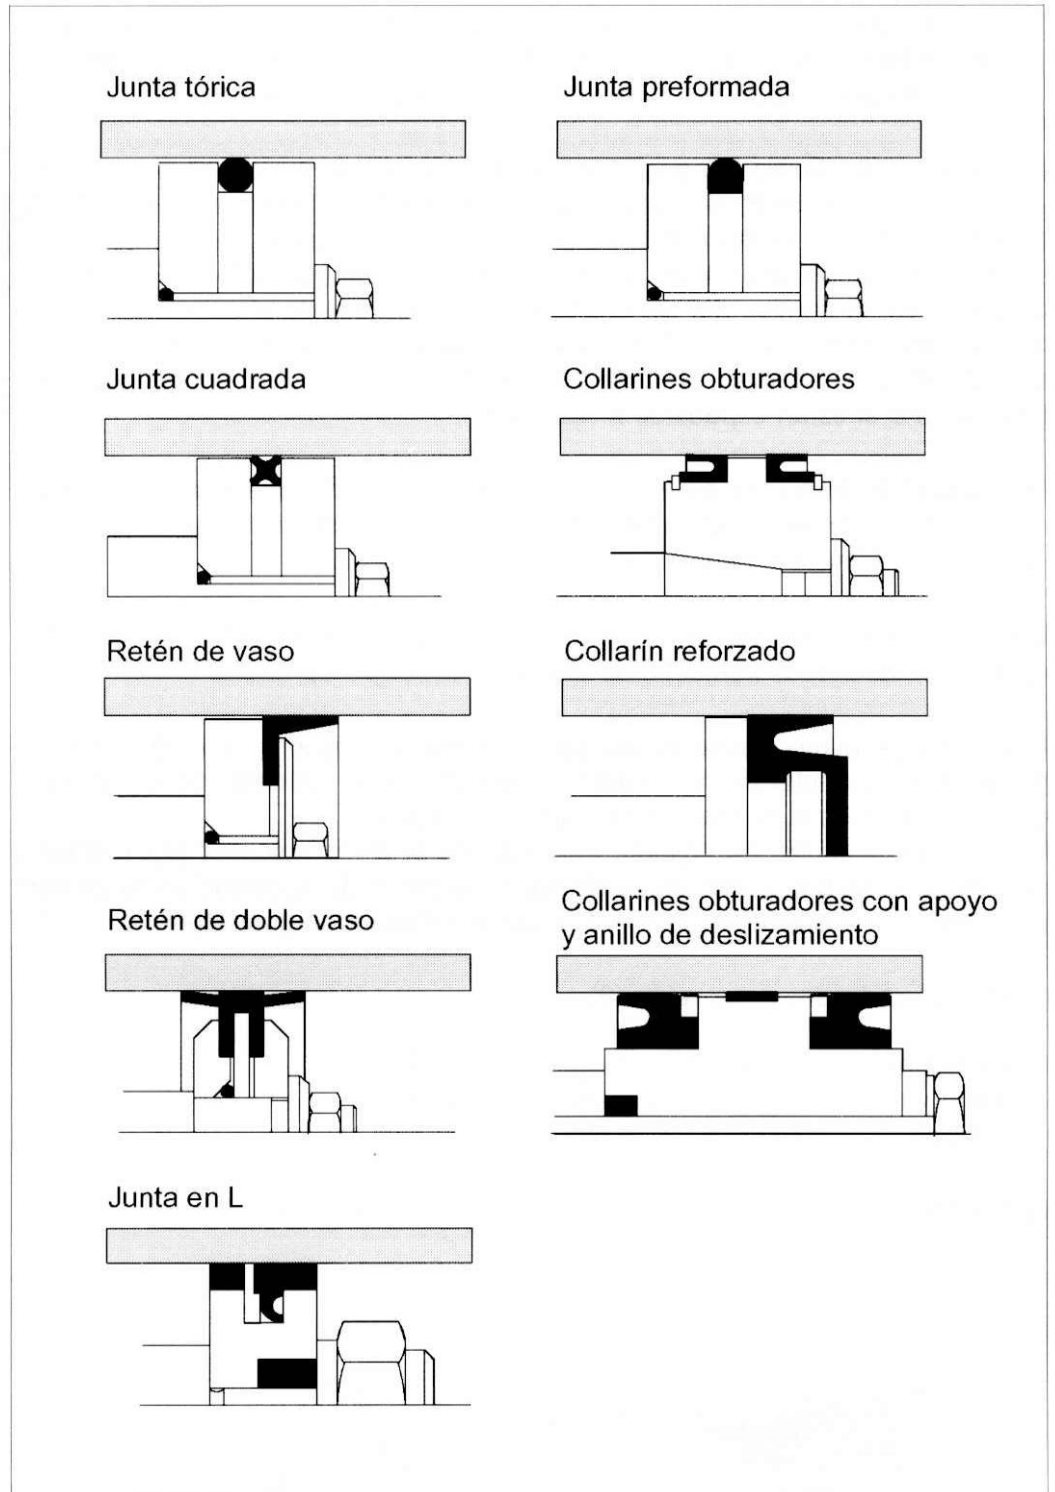 Junta tórica
Junta preformada
Junta cuadrada
Collarines obturadores
Retén de vaso
Collarín reforzado
Retén de doble vaso
Collarines obturadores con apoyo
y anillo de deslizamiento
Junta en L